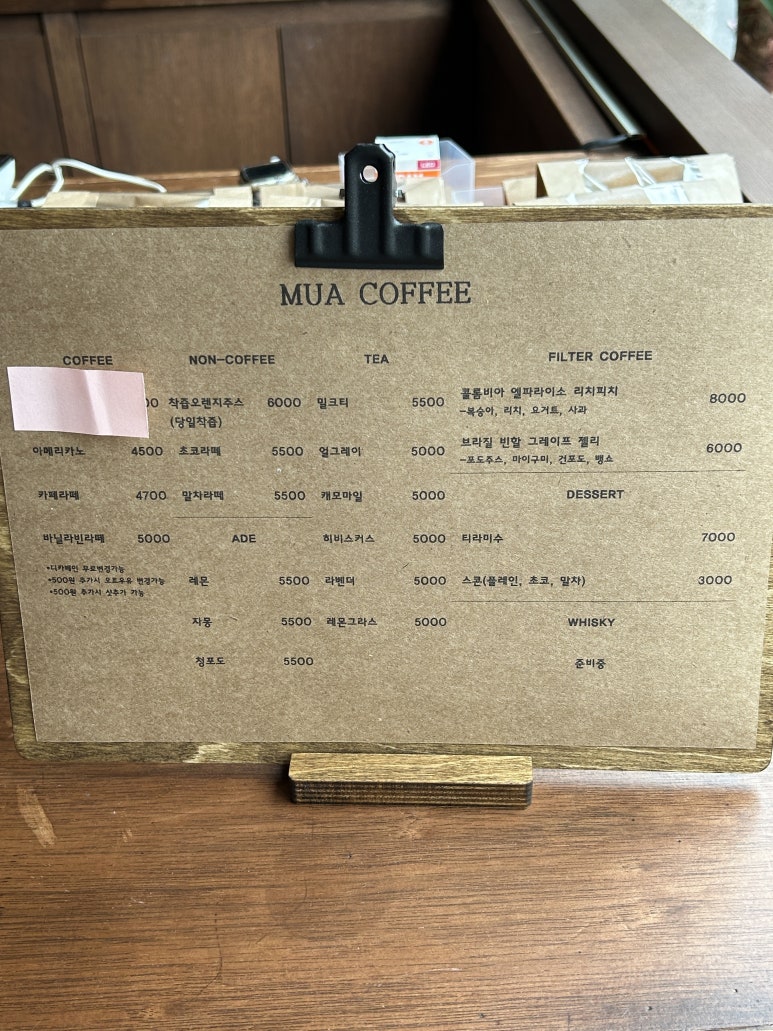 MUA COFFEE
COFFEE
00
아메리카노 4500
카페라떼 4700
바닐라빈라떼 5000
*디카페인 무료변경가능
*500원 추가시 오트우유 변경가능
*500원 추가시 샷추가 가능
NON-COFFEE
착즙오렌지주스 6000
(당일착즙)
초코라떼 5500
말차라떼 5500
ADE
레몬 5500
자몽 5500
청포도 5500
TEA
밀크티 5500
얼그레이 5000
캐모마일 5000
히비스커스 5000
라벤더 5000
레몬그라스 5000
FILTER COFFEE
콜롬비아 엘파라이소 리치피치 8000
-복숭아, 리치, 요거트, 사과
브라질 빈할 그레이프 젤리 6000
-포도주스, 마이구미, 건포도, 뱅쇼
DESSERT
티라미수 7000
스콘(플레인, 초코, 말차) 3000
WHISKY
준비중